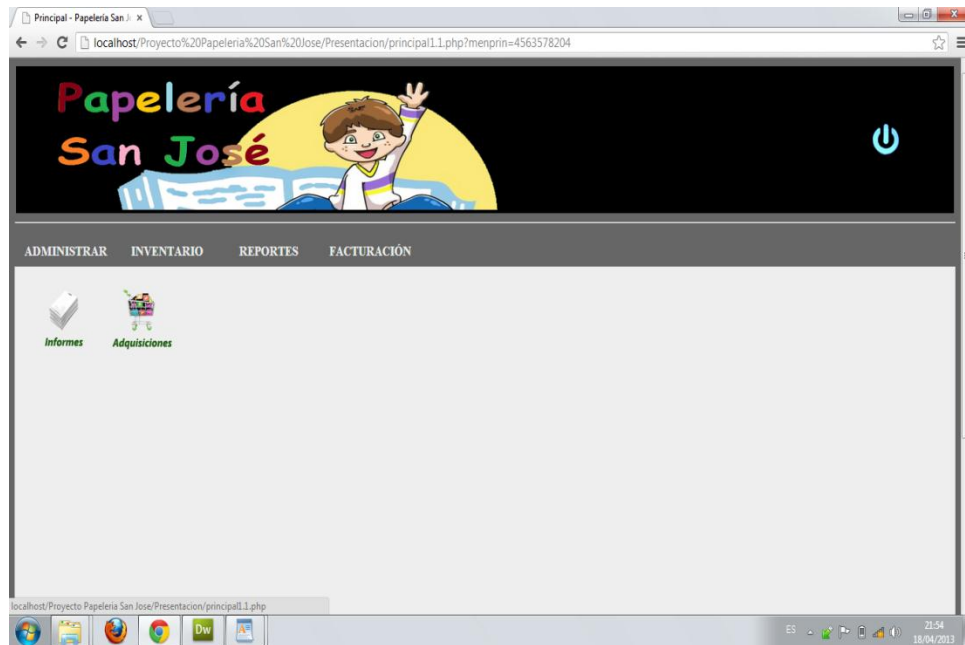 Principal - Papelería San J
localhost/Proyecto%20Papeleria%20San%20Jose/Presentacion/principal1.1.php?menprin=4563578204
Papelería
San José
ADMINISTRAR INVENTARIO REPORTES FACTURACIÓN
Informes Adquisiciones
localhost/Proyecto Papeleria San Jose/Presentacion/principal1.1.php
Dw
ES
21:54
18/04/2013